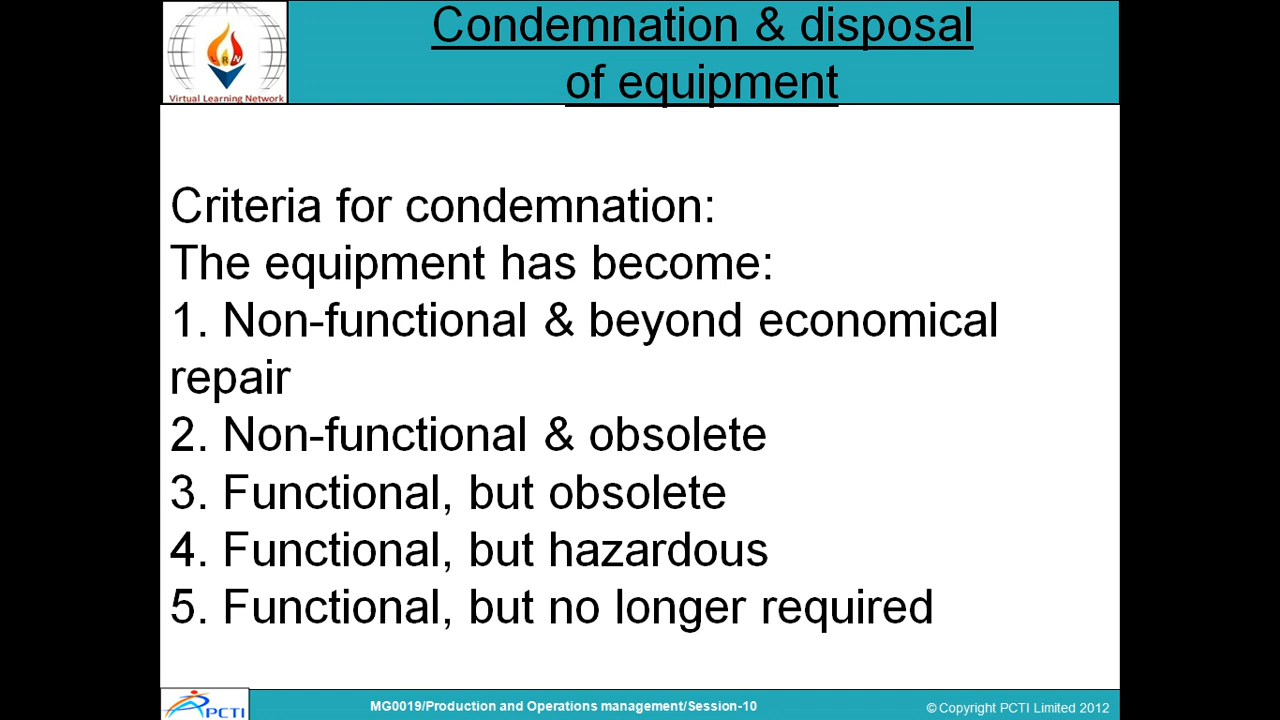 Condemnation & disposal
of equipment
Virtual Learning Network
Criteria for condemnation:
The equipment has become:
1. Non-functional & beyond economical
repair
2. Non-functional & obsolete
3. Functional, but obsolete
4. Functional, but hazardous
5. Functional, but no longer required
PCTI
MG0019/Production and Operations management/Session-10
© Copyright PCTI Limited 2012